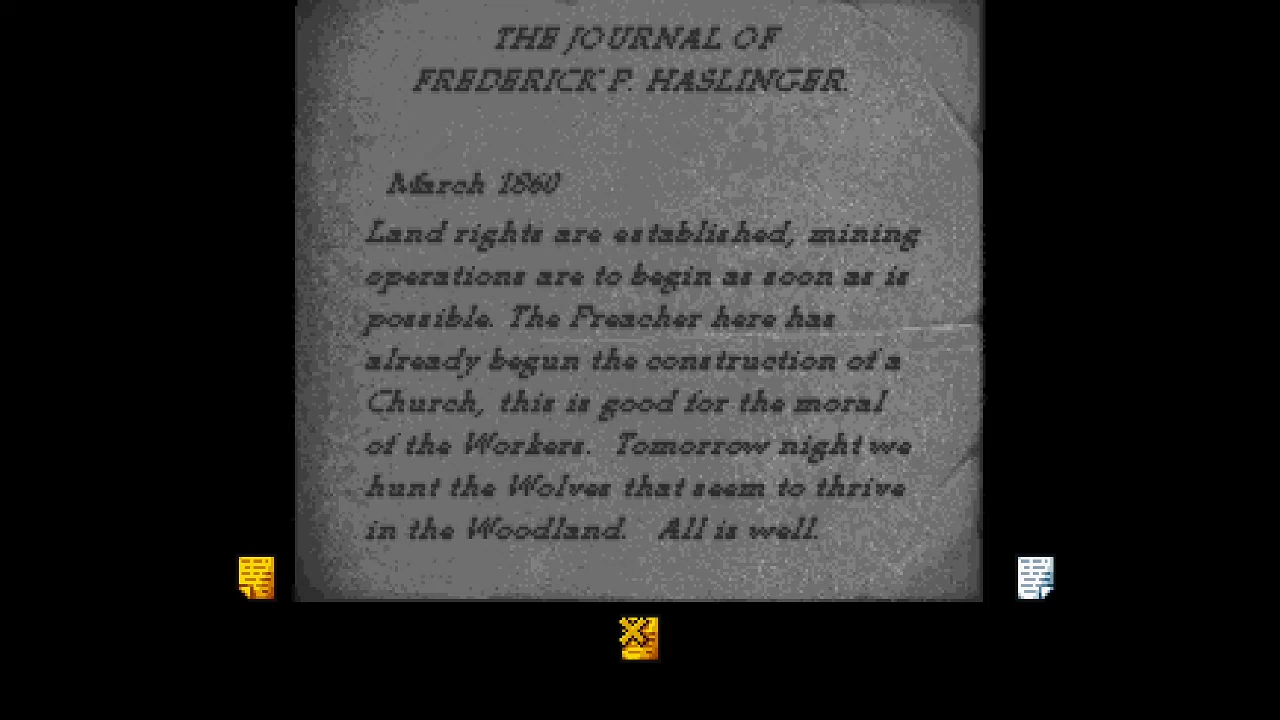 THE JOURNAL OF
FREDERICK P. HASLINGER.
March 1860
Land rights are established, mining
operations are to begin as soon as is
possible. The Preacher here has
already begun the construction of a
Church, this is good for the moral
of the Workers. Tomorrow night we
hunt the Wolves that seem to thrive
in the Woodland. All is well.